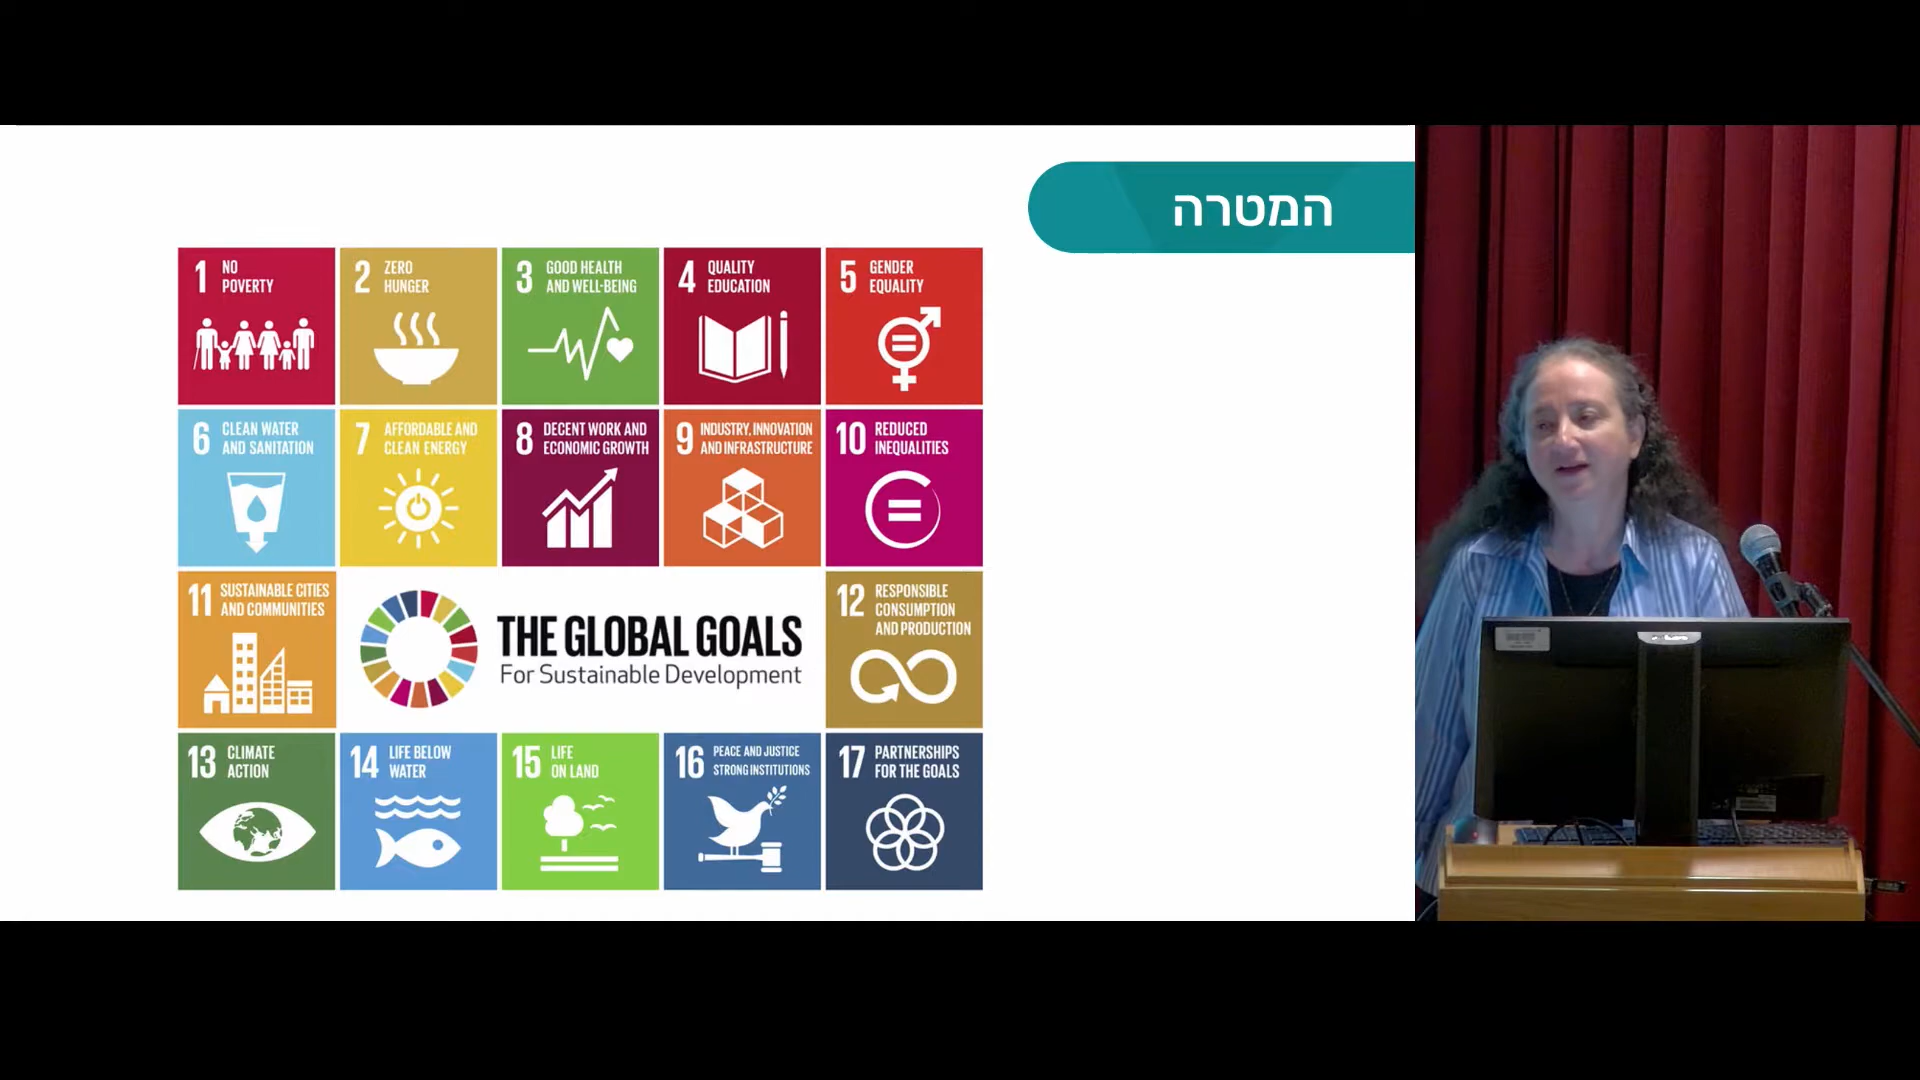 המטרה
1 NO
POVERTY
2 ZERO
HUNGER
3 GOOD HEALTH
AND WELL-BEING
4 QUALITY
EDUCATION
5 GENDER
EQUALITY
6 CLEAN WATER
AND SANITATION
7 AFFORDABLE AND
CLEAN ENERGY
8 DECENT WORK AND
ECONOMIC GROWTH
9 INDUSTRY, INNOVATION
AND INFRASTRUCTURE
10 REDUCED
INEQUALITIES
11 SUSTAINABLE CITIES
AND COMMUNITIES
THE GLOBAL GOALS
For Sustainable Development
12 RESPONSIBLE
CONSUMPTION
AND PRODUCTION
13 CLIMATE
ACTION
14 LIFE BELOW
WATER
15 LIFE
ON LAND
16 PEACE AND JUSTICE
STRONG INSTITUTIONS
17 PARTNERSHIPS
FOR THE GOALS